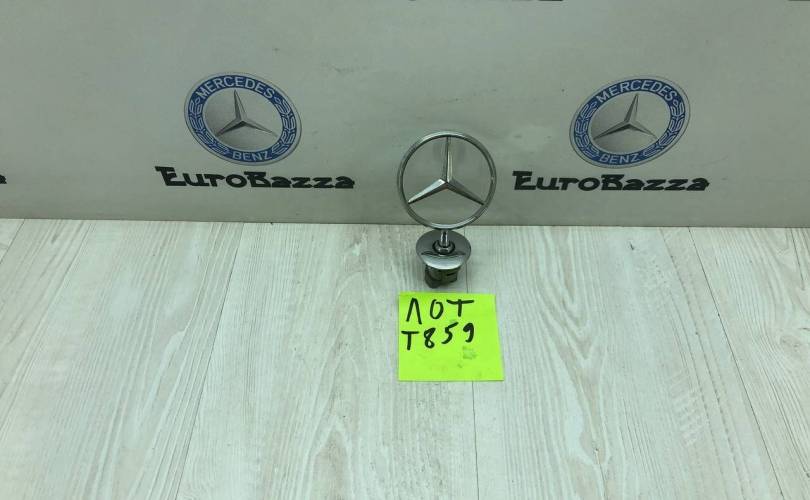 MERCEDES
BENZ
EuroBazza
MERCEDES
BENZ
EuroBazza
ЛОТ
T859